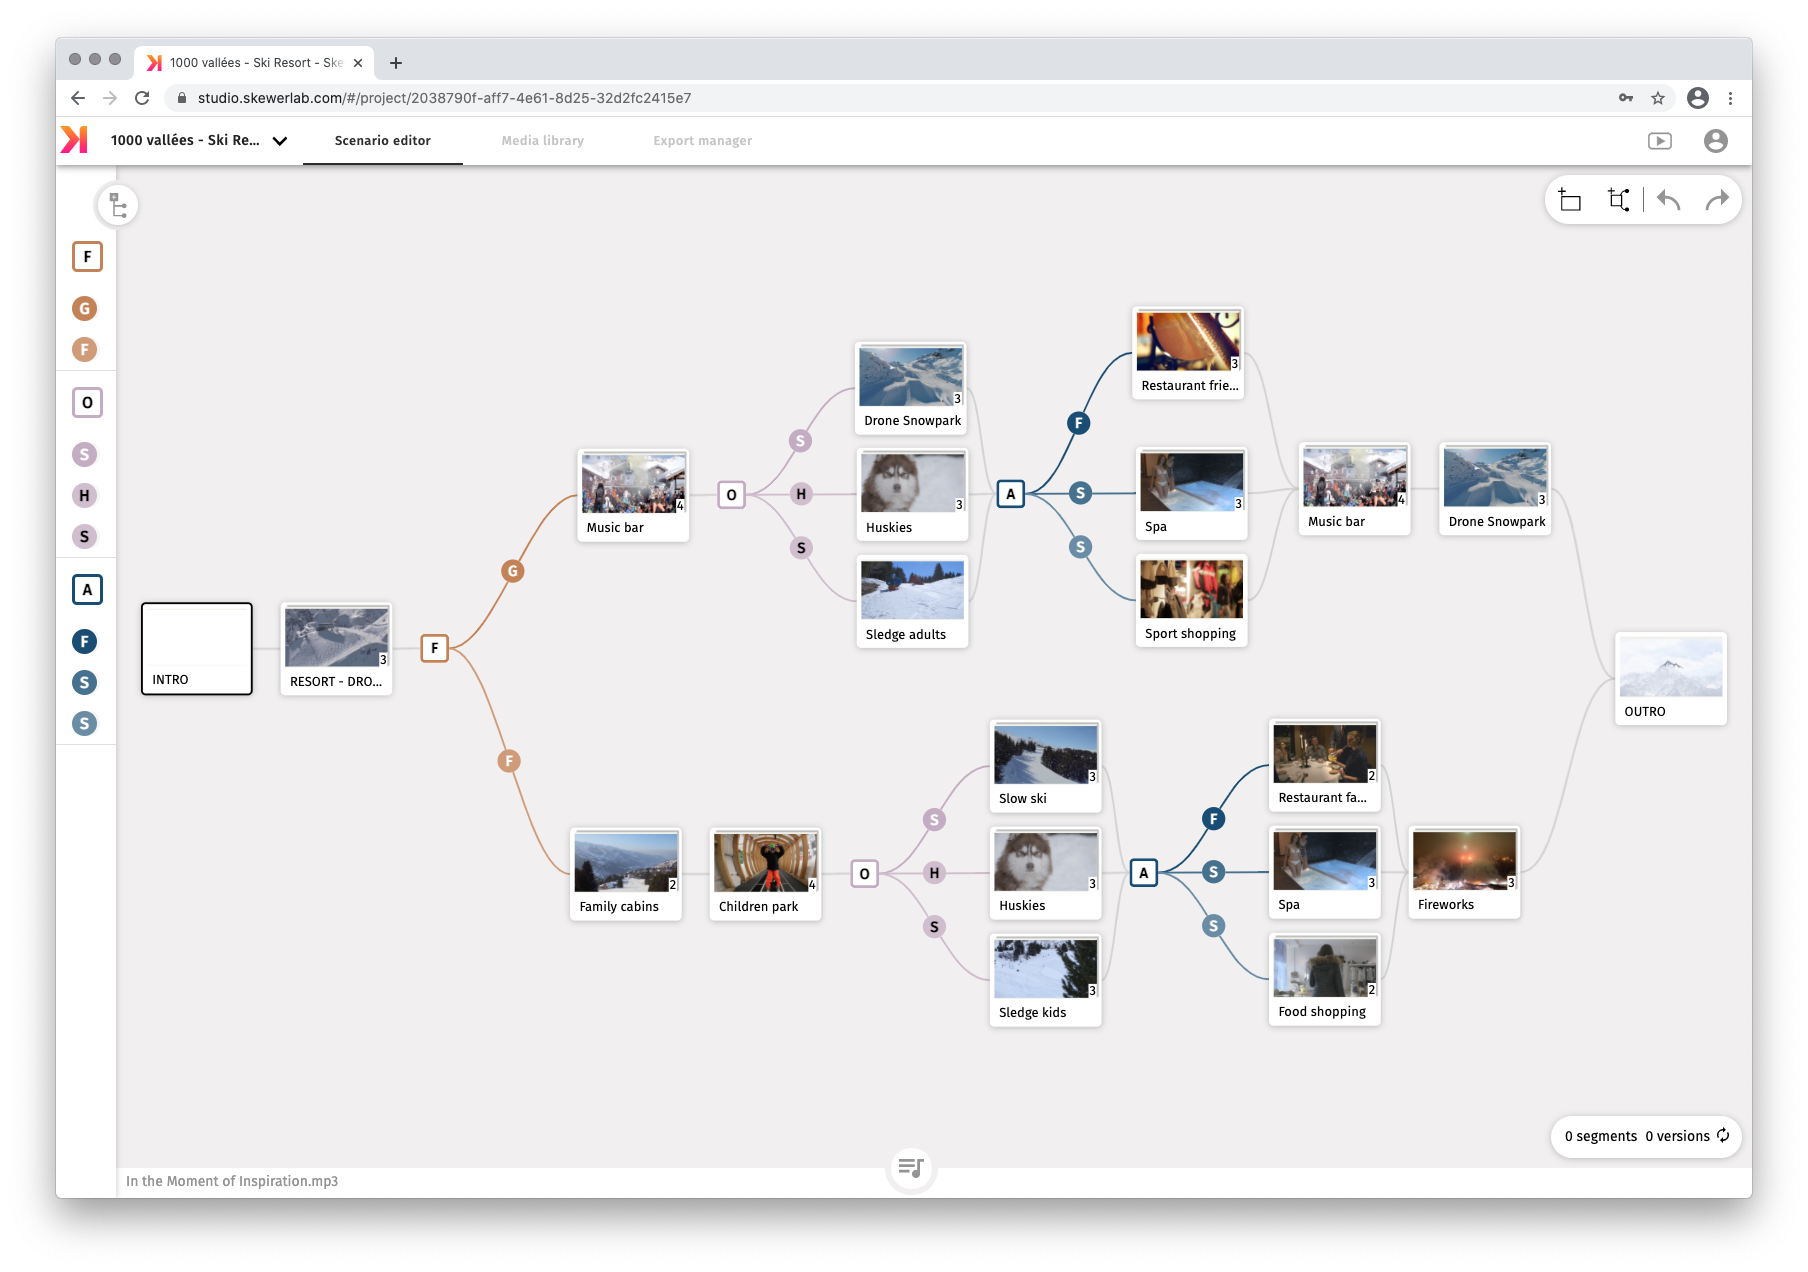 1000 vallées - Ski Resort - Ske
studio.skewerlab.com/#/project/2038790f-aff7-4e61-8d25-32d2fc2415e7
1000 vallées - Ski Re...
Scenario editor
Media library
Export manager
F
G
F
O
S
H
S
A
F
S
S
INTRO
3
RESORT - DRO...
F
G
F
4
Music bar
O
S
H
S
3
Drone Snowpark
3
Huskies
Sledge adults
A
F
S
S
3
Restaurant frie...
3
Spa
Sport shopping
4
Music bar
3
Drone Snowpark
2
Family cabins
4
Children park
O
S
H
S
3
Slow ski
3
Huskies
3
Sledge kids
A
F
S
S
2
Restaurant fa...
3
Spa
2
Food shopping
3
Fireworks
OUTRO
0 segments 0 versions
In the Moment of Inspiration.mp3